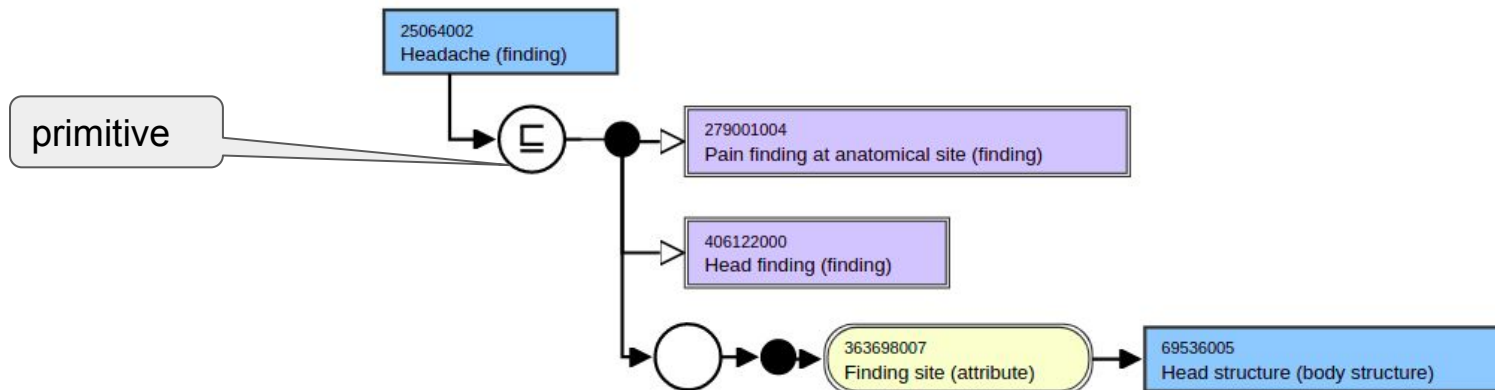 25064002
Headache (finding)
primitive
⊑
279001004
Pain finding at anatomical site (finding)
406122000
Head finding (finding)
363698007
Finding site (attribute)
69536005
Head structure (body structure)